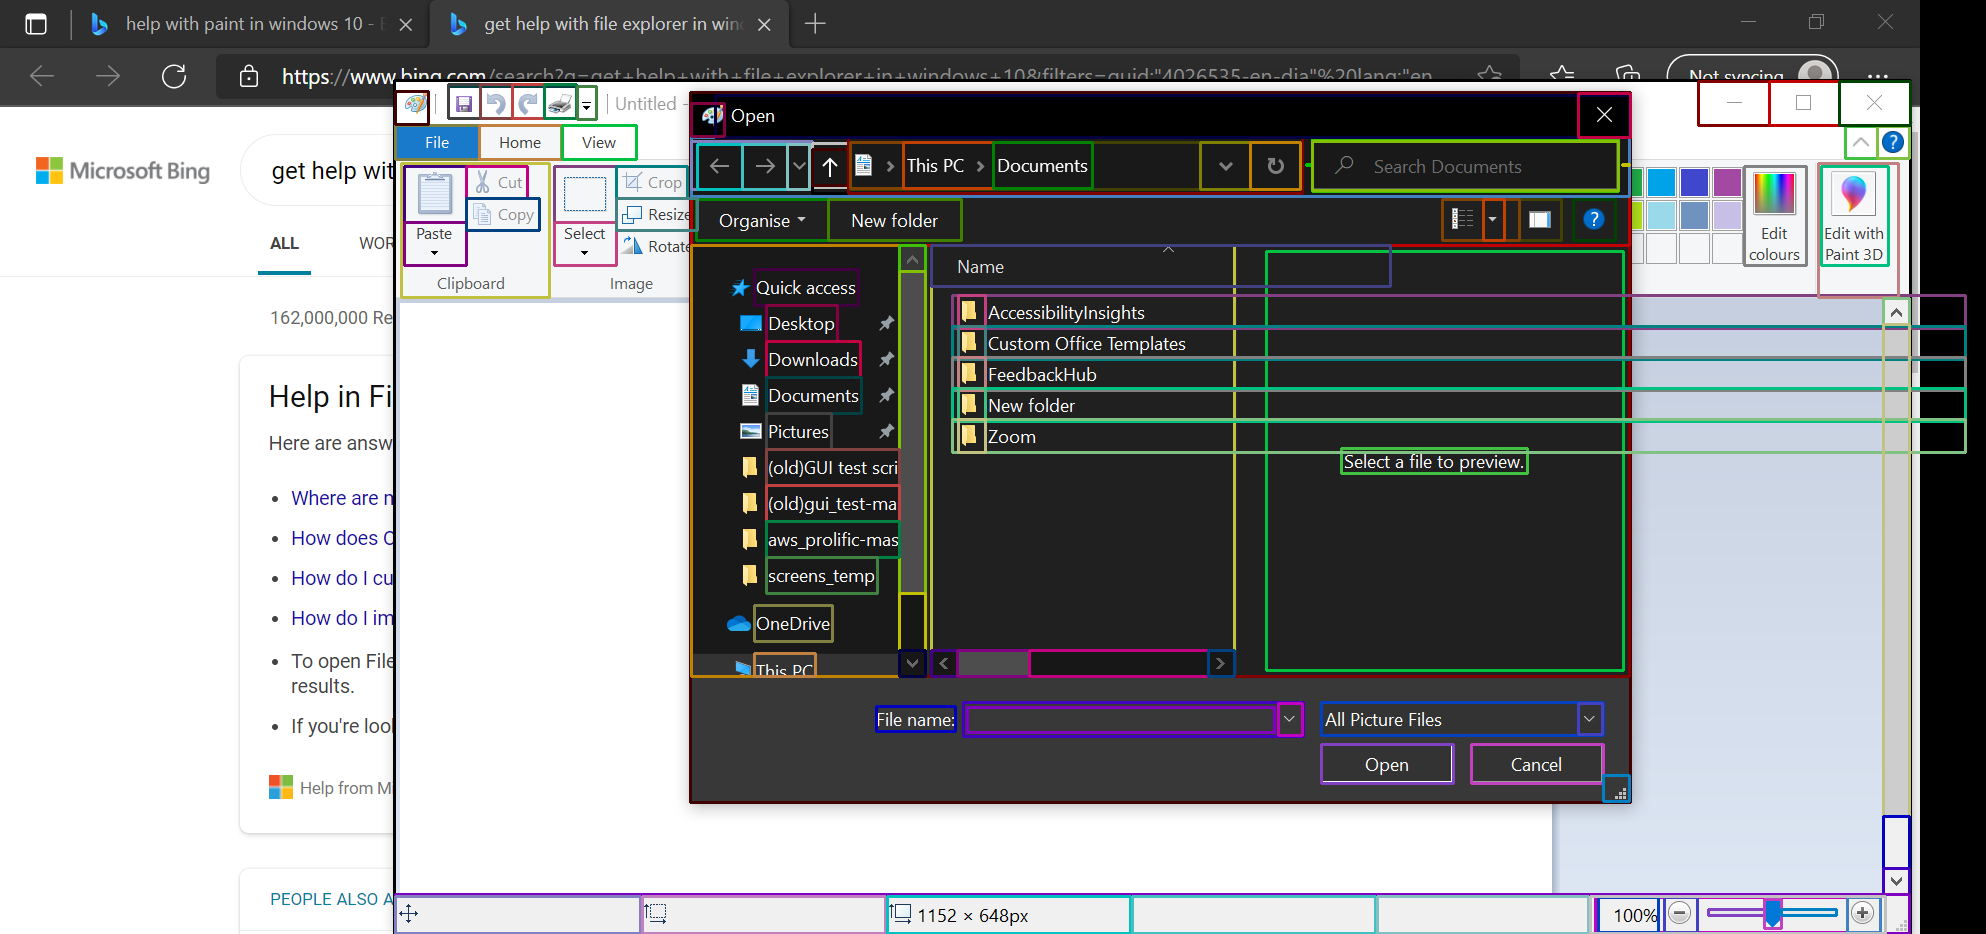 help with paint in windows 10 -
get help with file explorer in win
https://www.bing.com/search?q=get+help+with+file+explorer+in+windows+10&filters=guid:"4026535-en-dia"%20lang:"en
Not syncing
Untitled -
Open
File
Home
View
This PC
Documents
Search Documents
Microsoft Bing
get help wit
Cut
Crop
Copy
Resize
Paste
Select
Rotate
Clipboard
Image
Organise
New folder
Edit
colours
Edit with
Paint 3D
ALL
WOR
Name
Quick access
Desktop
Downloads
Documents
Pictures
(old)GUI test scri
(old)gui_test-ma
aws_prolific-mas
screens_temp
OneDrive
This PC
AccessibilityInsights
Custom Office Templates
FeedbackHub
New folder
Zoom
Select a file to preview.
162,000,000 Re
Help in Fi
Here are answ
Where are m
How does C
How do I cu
How do I im
To open File
results.
If you're lool
Help from Mi
PEOPLE ALSO A
File name:
All Picture Files
Open
Cancel
1152 × 648px
100%